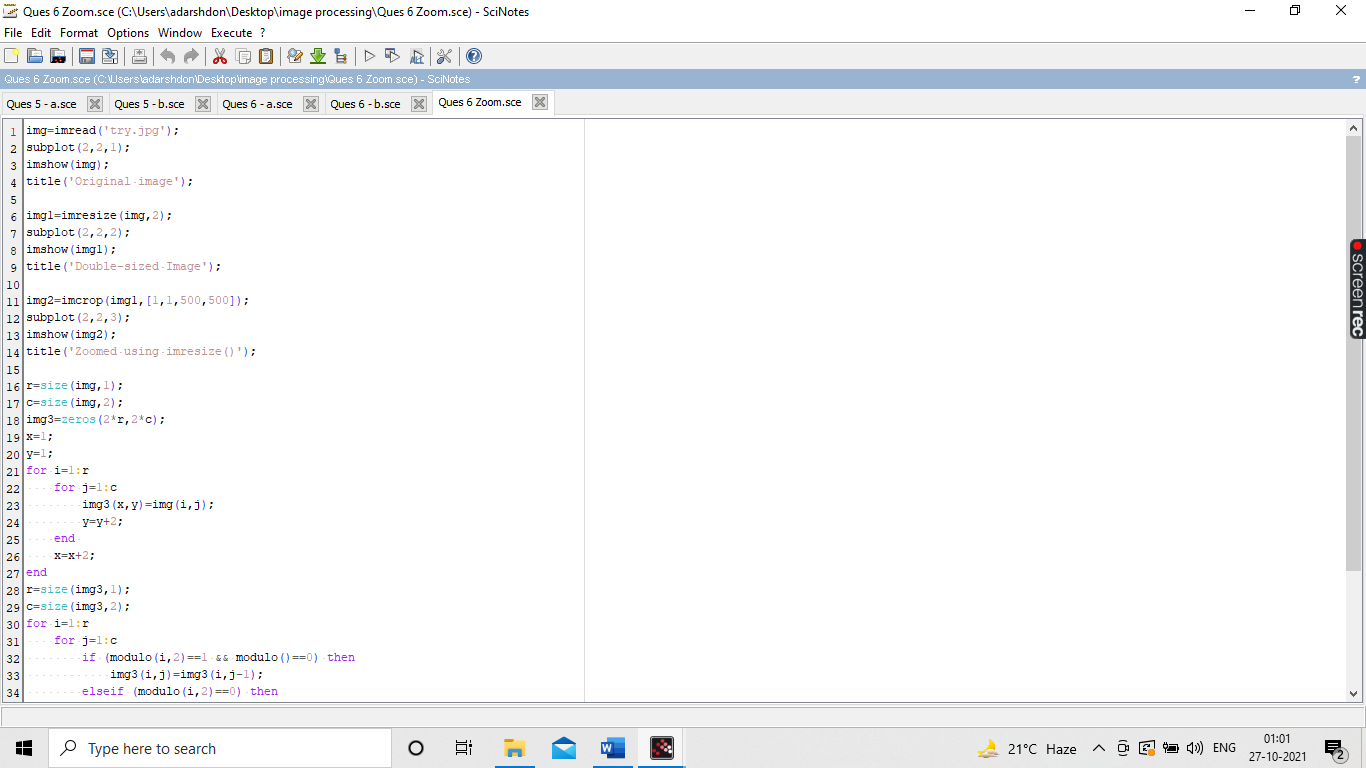 Ques 6 Zoom.sce (C:\Users\adarshdon\Desktop\image processing\Ques 6 Zoom.sce) - SciNotes
File Edit Format Options Window Execute ?
Ques 6 Zoom.sce (C:\Users\adarshdon\Desktop\image processing\Ques 6 Zoom.sce) - SciNotes ?
Ques 5 - a.sce Ques 5 - b.sce Ques 6 - a.sce Ques 6 - b.sce Ques 6 Zoom.sce
1 img=imread('try.jpg');
2 subplot(2,2,1);
3 imshow(img);
4 title('Original image');
5
6 img1=imresize(img,2);
7 subplot(2,2,2);
8 imshow(img1);
9 title('Double-sized Image');
10
11 img2=imcrop(img1,[1,1,500,500]);
12 subplot(2,2,3);
13 imshow(img2);
14 title('Zoomed using imresize()');
15
16 r=size(img,1);
17 c=size(img,2);
18 img3=zeros(2*r,2*c);
19 x=1;
20 y=1;
21 for i=1:r
22     for j=1:c
23         img3(x,y)=img(i,j);
24         y=y+2;
25     end
26     x=x+2;
27 end
28 r=size(img3,1);
29 c=size(img3,2);
30 for i=1:r
31     for j=1:c
32         if (modulo(i,2)==1 && modulo()==0) then
33             img3(i,j)=img3(i,j-1);
34         elseif (modulo(i,2)==0) then
screenrec
Type here to search
21°C Haze
ENG
01:01
27-10-2021
2